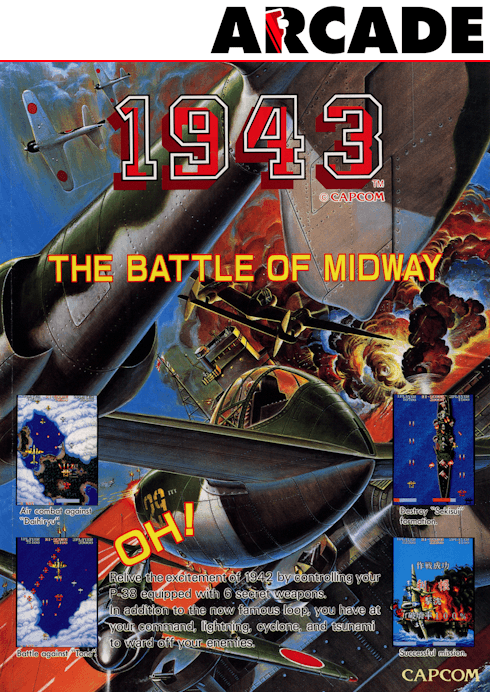 ARCADE
1943
TM
© CAPCOM
THE BATTLE OF MIDWAY
Air combat against
"Daihiryu".
Destroy "Sekisui"
formation.
OH!
Relive the excitement of 1942 by controlling your
P-38 equipped with 6 secret weapons.
In addition to the now famous loop, you have at
your command, lightning, cyclone, and tsunami
to ward off your enemies.
作戦成功
Battle against "Tone".
Successful mission.
CAPCOM